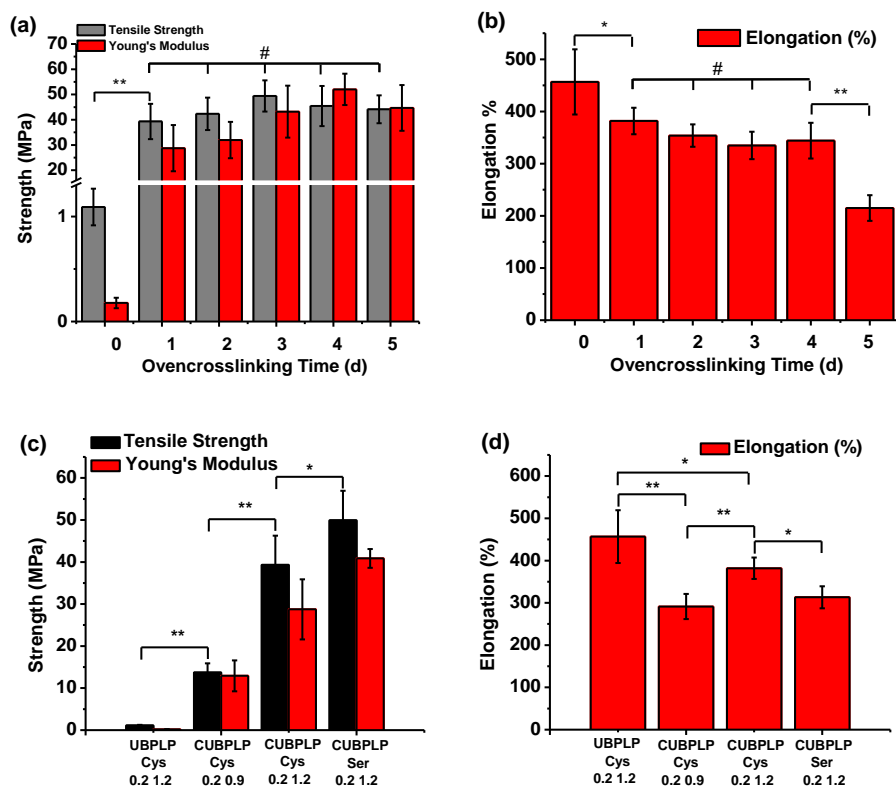 (a)
Tensile Strength
Young's Modulus
Strength (MPa)
70
60
50
40
30
20
1
0
**
#
0 1 2 3 4 5
Ovencrosslinking Time (d)
(b)
Elongation (%)
Elongation %
500
400
300
200
100
0
*
#
**
0 1 2 3 4 5
Ovencrosslinking Time (d)
(c)
Tensile Strength
Young's Modulus
Strength (MPa)
60
50
40
30
20
10
0
**
**
*
UBPLP CUBPLP CUBPLP CUBPLP
Cys Cys Cys Ser
0.2 1.2 0.2 0.9 0.2 1.2 0.2 1.2
(d)
Elongation (%)
Elongation (%)
600
500
400
300
200
100
0
*
**
**
*
UBPLP CUBPLP CUBPLP CUBPLP
Cys Cys Cys Ser
0.2 1.2 0.2 0.9 0.2 1.2 0.2 1.2